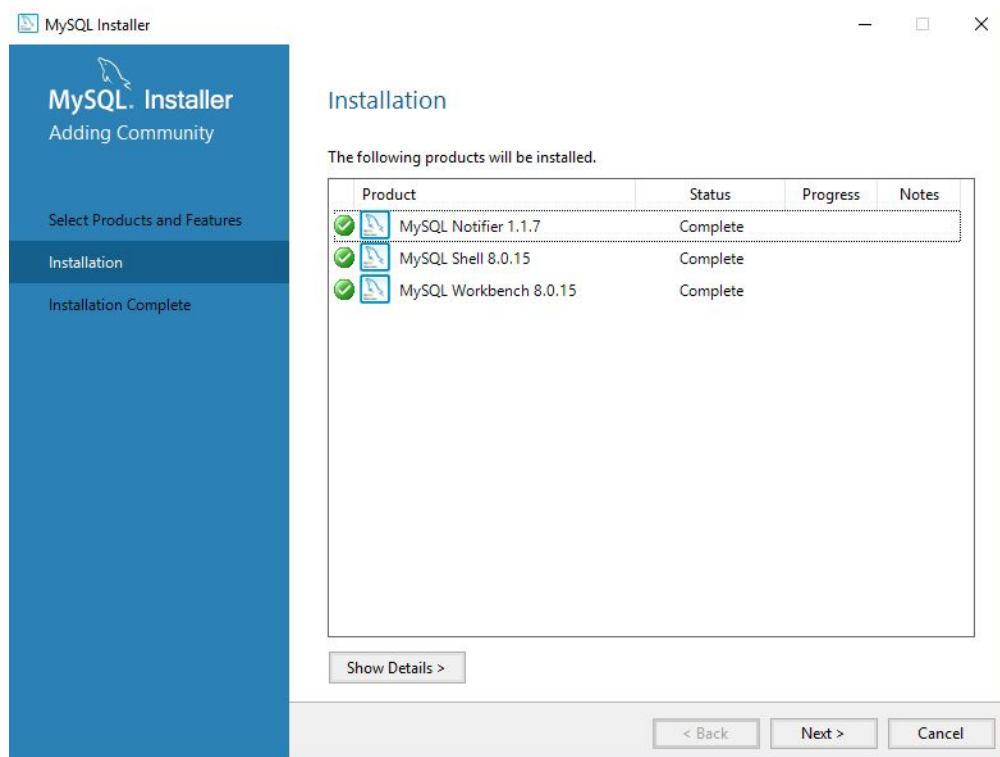 MySQL Installer
MySQL. Installer
Adding Community
Select Products and Features
Installation
Installation Complete
Installation
The following products will be installed.
Product Status Progress Notes
MySQL Notifier 1.1.7 Complete
MySQL Shell 8.0.15 Complete
MySQL Workbench 8.0.15 Complete
Show Details >
< Back Next > Cancel